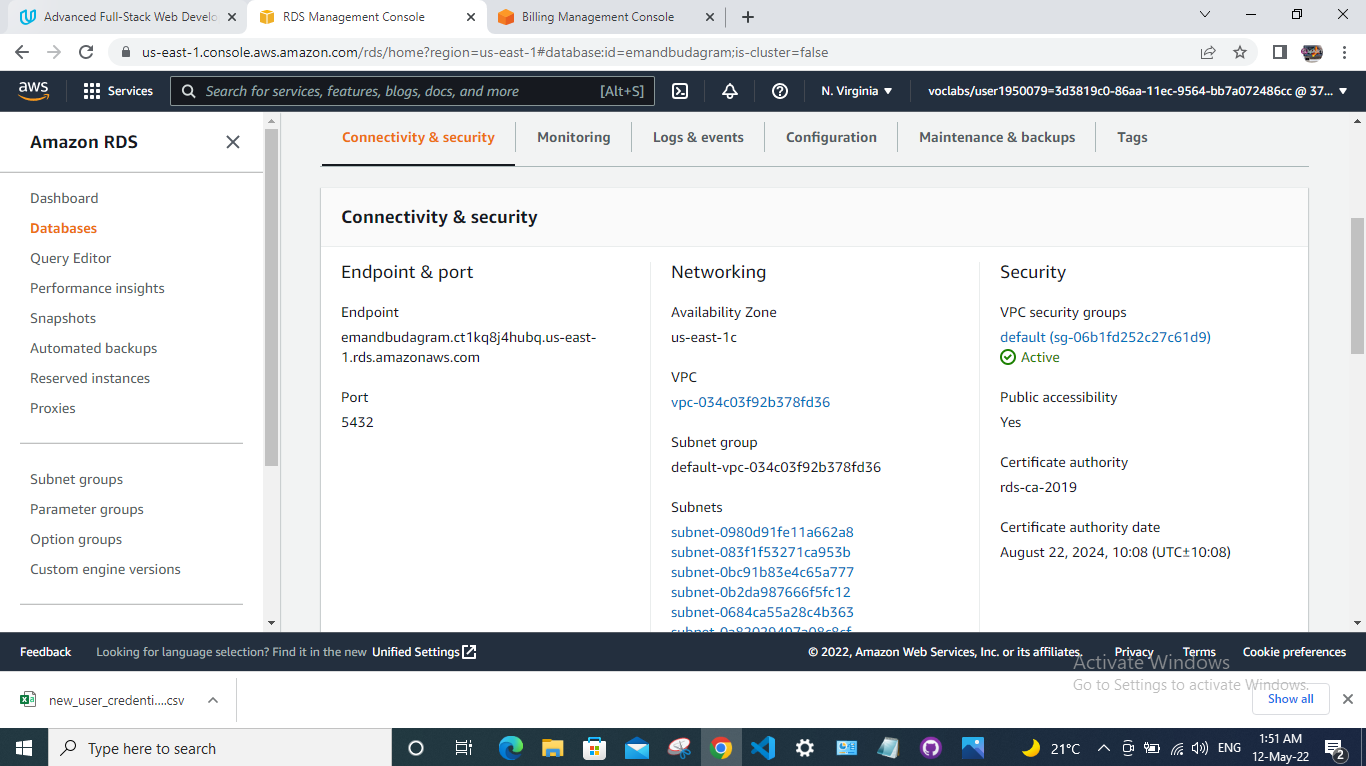 Advanced Full-Stack Web Develo
RDS Management Console
Billing Management Console
us-east-1.console.aws.amazon.com/rds/home?region=us-east-1#database:id=emandbudagram;is-cluster=false
aws
Services
Search for services, features, blogs, docs, and more
[Alt+S]
N. Virginia
voclabs/user1950079=3d3819c0-86aa-11ec-9564-bb7a072486cc @ 37...
Amazon RDS
Dashboard
Databases
Query Editor
Performance insights
Snapshots
Automated backups
Reserved instances
Proxies
Subnet groups
Parameter groups
Option groups
Custom engine versions
Connectivity & security
Monitoring
Logs & events
Configuration
Maintenance & backups
Tags
Connectivity & security
Endpoint & port
Endpoint
emandbudagram.ct1kq8j4hubq.us-east-
1.rds.amazonaws.com
Port
5432
Networking
Availability Zone
us-east-1c
VPC
vpc-034c03f92b378fd36
Subnet group
default-vpc-034c03f92b378fd36
Subnets
subnet-0980d91fe11a662a8
subnet-083f1f53271ca953b
subnet-0bc91b83e4c65a777
subnet-0b2da987666f5fc12
subnet-0684ca55a28c4b363
Security
VPC security groups
default (sg-06b1fd252c27c61d9)
Active
Public accessibility
Yes
Certificate authority
rds-ca-2019
Certificate authority date
August 22, 2024, 10:08 (UTC±10:08)
Feedback
Looking for language selection? Find it in the new Unified Settings
© 2022, Amazon Web Services, Inc. or its affiliates.
Privacy
Terms
Cookie preferences
Activate Windows
Go to Settings to activate Windows.
new_user_credenti....csv
Show all
Type here to search
21°C
ENG
1:51 AM
12-May-22
2